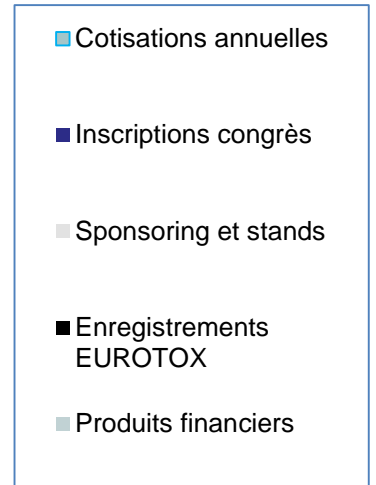 Cotisations annuelles
Inscriptions congrès
Sponsoring et stands
Enregistrements
EUROTOX
Produits financiers